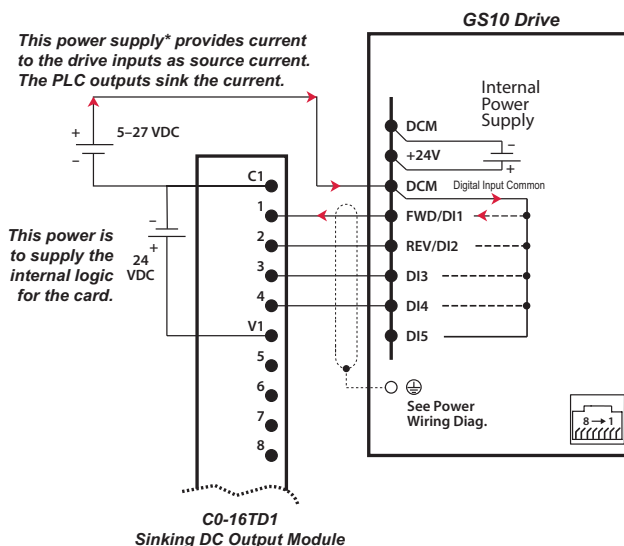 GS10 Drive
This power supply* provides current
to the drive inputs as source current.
The PLC outputs sink the current.
Internal
Power
Supply
+
5–27 VDC
–
DCM
–
+24V
+
C1
DCM
Digital Input Common
1
FWD/DI1
–
+
24
VDC
This power is
to supply the
internal logic
for the card.
2
REV/DI2
3
DI3
4
DI4
V1
DI5
5
6
7
8
See Power
Wiring Diag.
8→1
C0-16TD1
Sinking DC Output Module